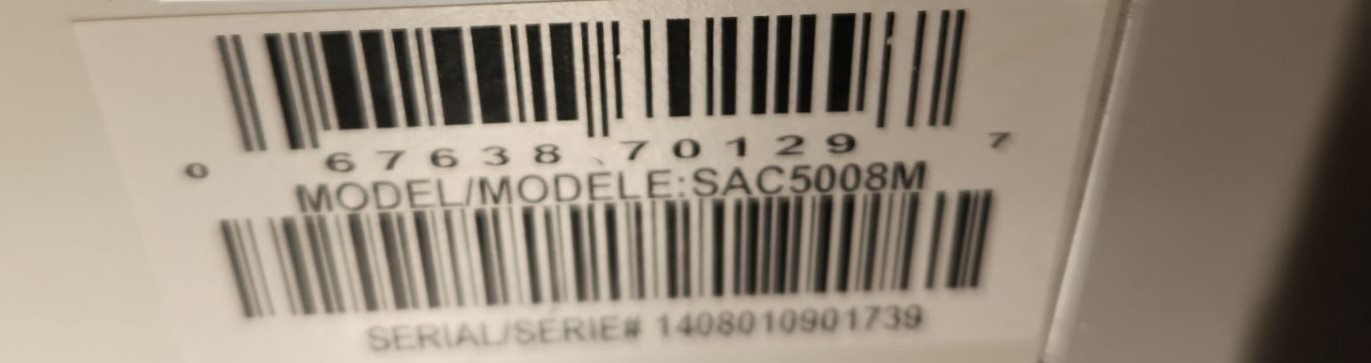 0 67638 70129 7
MODEL/MODELE:SAC5008M
SERIAL/SERIE# 1408010901739